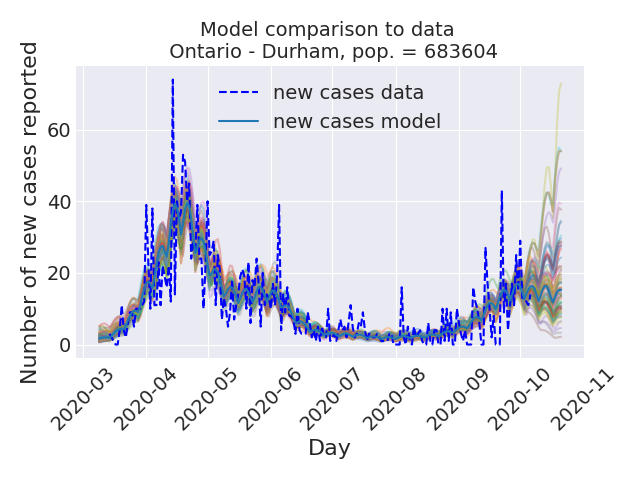 Model comparison to data
Ontario - Durham, pop. = 683604
new cases data
new cases model
Number of new cases reported
60
40
20
0
2020-03
2020-04
2020-05
2020-06
2020-07
2020-08
2020-09
2020-10
2020-11
Day